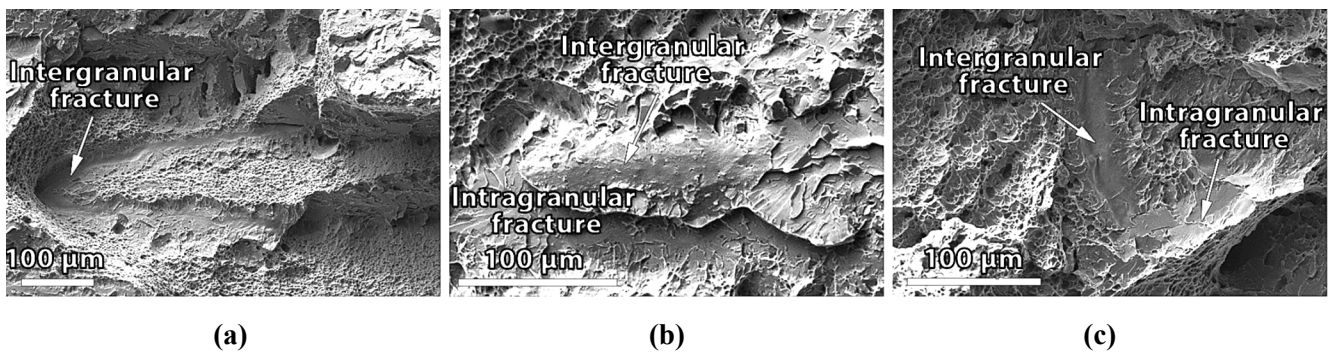 Intergranular
fracture
100 µm
Intergranular
fracture
Intragranular
fracture
100 µm
Intergranular
fracture
Intragranular
fracture
100 µm
(a)
(b)
(c)